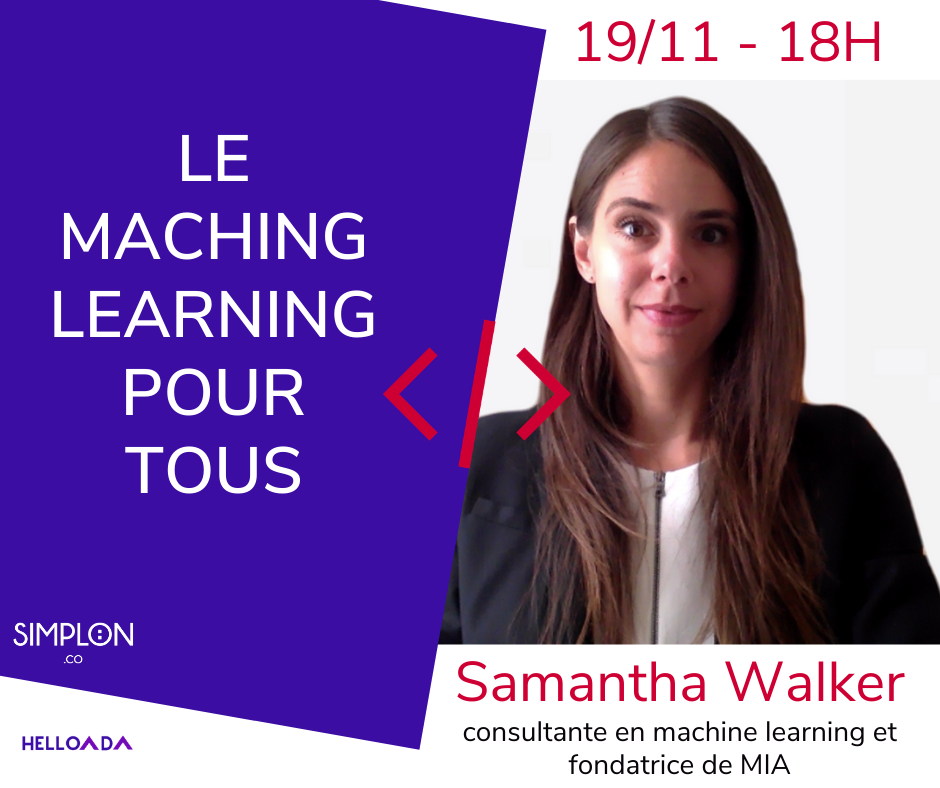 19/11 - 18H
LE
MACHING
LEARNING
POUR
TOUS
</>
SIMPLON
.CO
HELLOADA
Samantha Walker
consultante en machine learning et
fondatrice de MIA